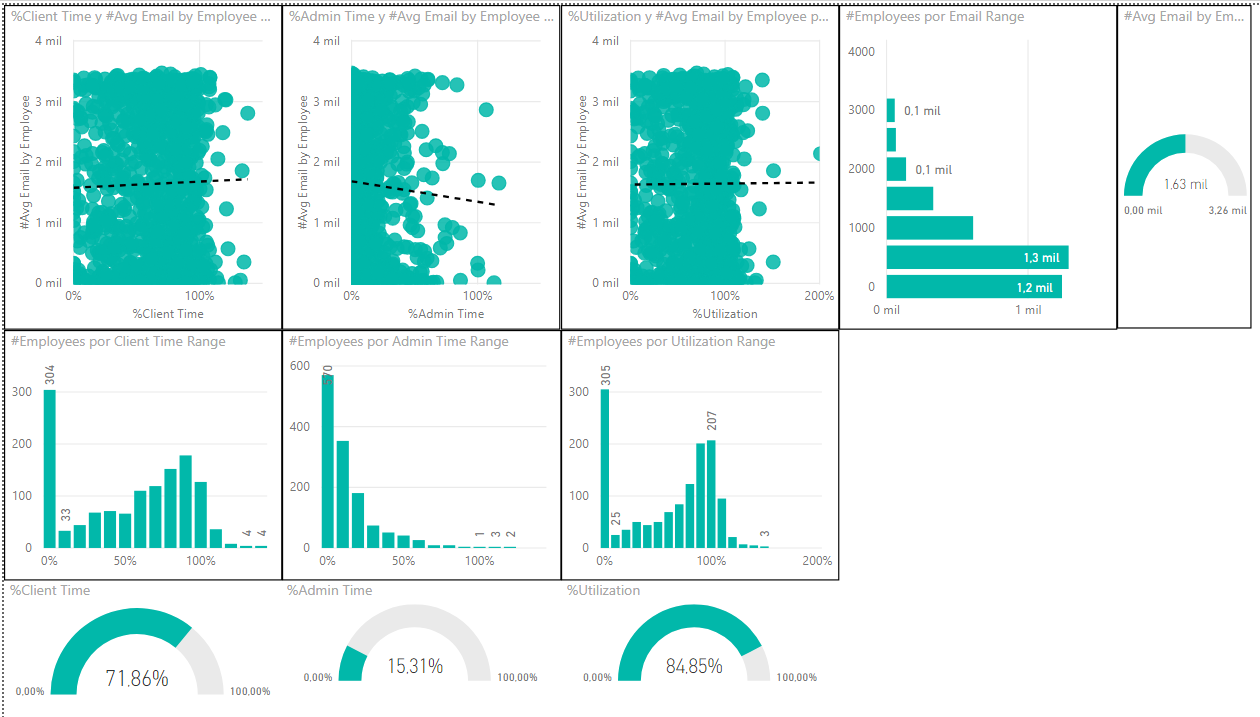 %Client Time y #Avg Email by Employee ...
4 mil
3 mil
2 mil
1 mil
0 mil
#Avg Email by Employee
0%
100%
%Client Time
%Admin Time y #Avg Email by Employee ...
4 mil
3 mil
2 mil
1 mil
0 mil
#Avg Email by Employee
0%
100%
%Admin Time
%Utilization y #Avg Email by Employee p...
4 mil
3 mil
2 mil
1 mil
0 mil
#Avg Email by Employee
0%
100%
200%
%Utilization
#Employees por Email Range
4000
3000
2000
1000
0
0,1 mil
0,1 mil
1,3 mil
1,2 mil
0 mil
1 mil
#Avg Email by Em...
1,63 mil
0,00 mil
3,26 mil
#Employees por Client Time Range
300
200
100
0
304
33
4
4
0%
50%
100%
#Employees por Admin Time Range
600
400
200
0
570
1
3
2
0%
50%
100%
#Employees por Utilization Range
300
200
100
0
305
25
207
3
0%
100%
200%
%Client Time
71,86%
0,00%
100,00%
%Admin Time
15,31%
0,00%
100,00%
%Utilization
84,85%
0,00%
100,00%